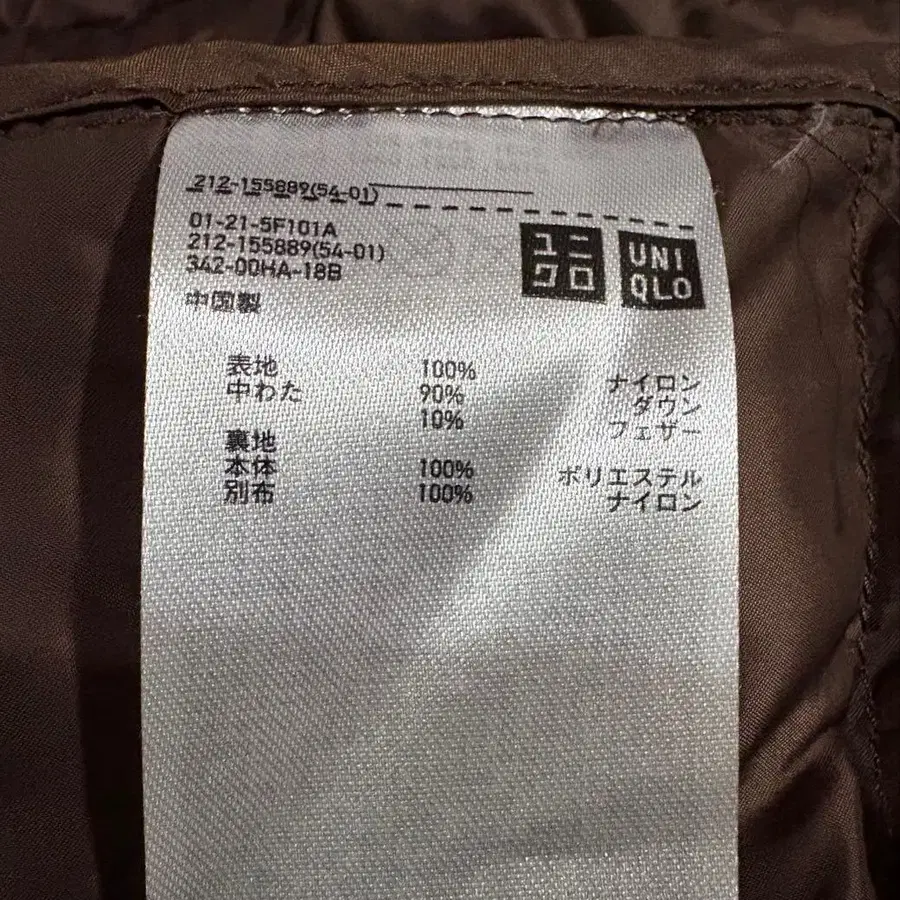 212-155889(54-01)
01-21-5F101A
212-155889(54-01)
342-00HA-18B
中国製
ユニ
クロ
UNI
QLO
表地 100% ナイロン
中わた 90% ダウン
10% フェザー
裏地
本体 100% ポリエステル
別布 100% ナイロン